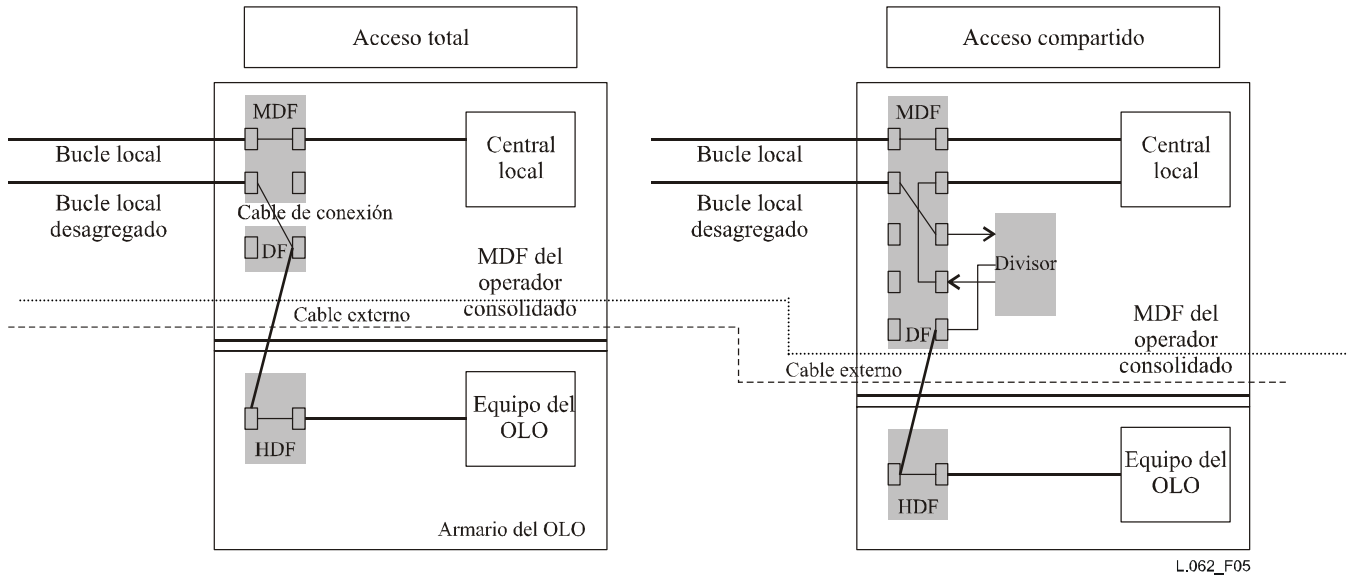 Acceso total
MDF
Bucle local
Central
local
Bucle local
desagregado
Cable de conexión
DF
MDF del
operador
consolidado
Cable externo
Equipo del
OLO
HDF
Armario del OLO
Acceso compartido
MDF
Bucle local
Central
local
Bucle local
desagregado
Divisor
DF
MDF del
operador
consolidado
Cable externo
Equipo del
OLO
HDF
L.062_F05